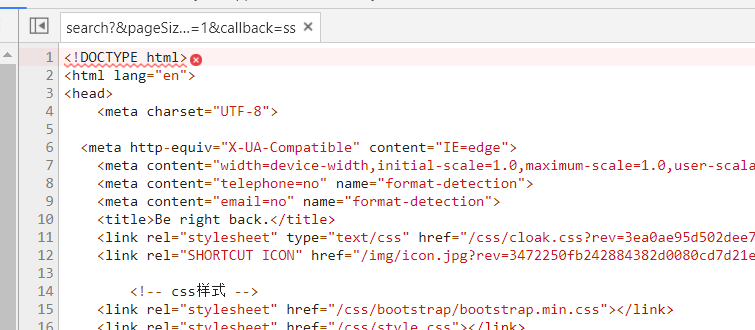 search?&pageSiz...=1&callback=ss ×
1 <!DOCTYPE html>
2 <html lang="en">
3 <head>
4 <meta charset="UTF-8">
5
6 <meta http-equiv="X-UA-Compatible" content="IE=edge">
7 <meta content="width=device-width,initial-scale=1.0,maximum-scale=1.0,user-scala
8 <meta content="telephone=no" name="format-detection">
9 <meta content="email=no" name="format-detection">
10 <title>Be right back.</title>
11 <link rel="stylesheet" type="text/css" href="/css/cloak.css?rev=3ea0ae95d502dee7
12 <link rel="SHORTCUT ICON" href="/img/icon.jpg?rev=3472250fb242884382d0080cd7d21e
13
14 <!-- css样式 -->
15 <link rel="stylesheet" href="/css/bootstrap/bootstrap.min.css"></link>
16 <link rel="stylesheet" href="/css/style.css"></link>